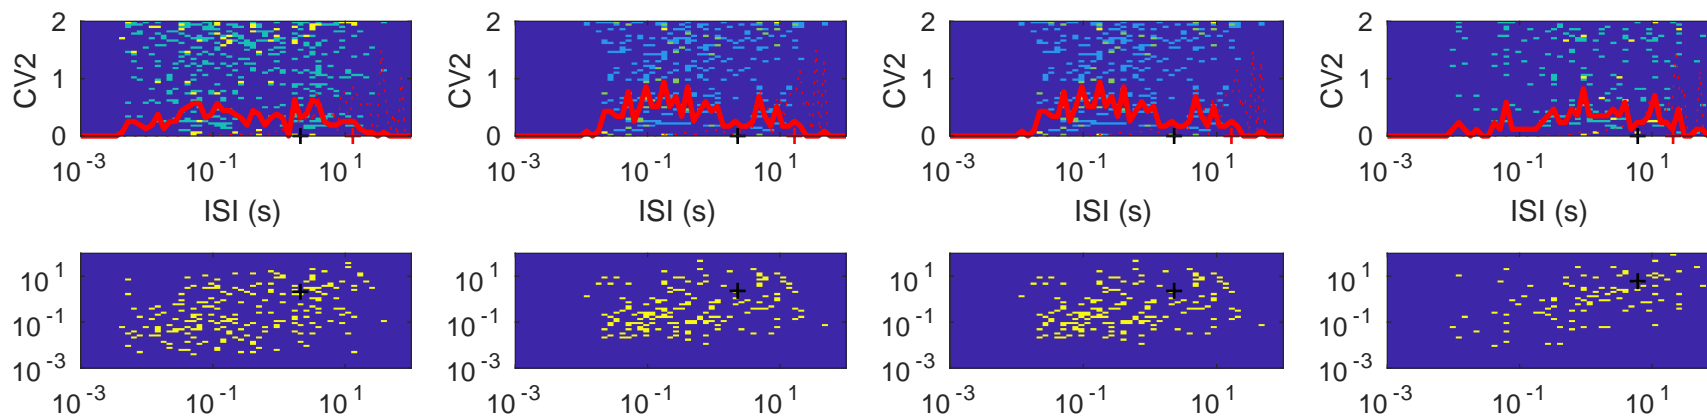 2 2 2 2
CV2 CV2 CV2 CV2
1 1 1 1
0 0 0 0
10^-3 10^-1 10^1 10^-3 10^-1 10^1 10^-3 10^-1 10^1 10^-3 10^-1 10^1
ISI (s) ISI (s) ISI (s) ISI (s)
10^1 10^1 10^1 10^1
10^-1 10^-1 10^-1 10^-1
10^-3 10^-3 10^-3 10^-3
10^-3 10^-1 10^1 10^-3 10^-1 10^1 10^-3 10^-1 10^1 10^-3 10^-1 10^1